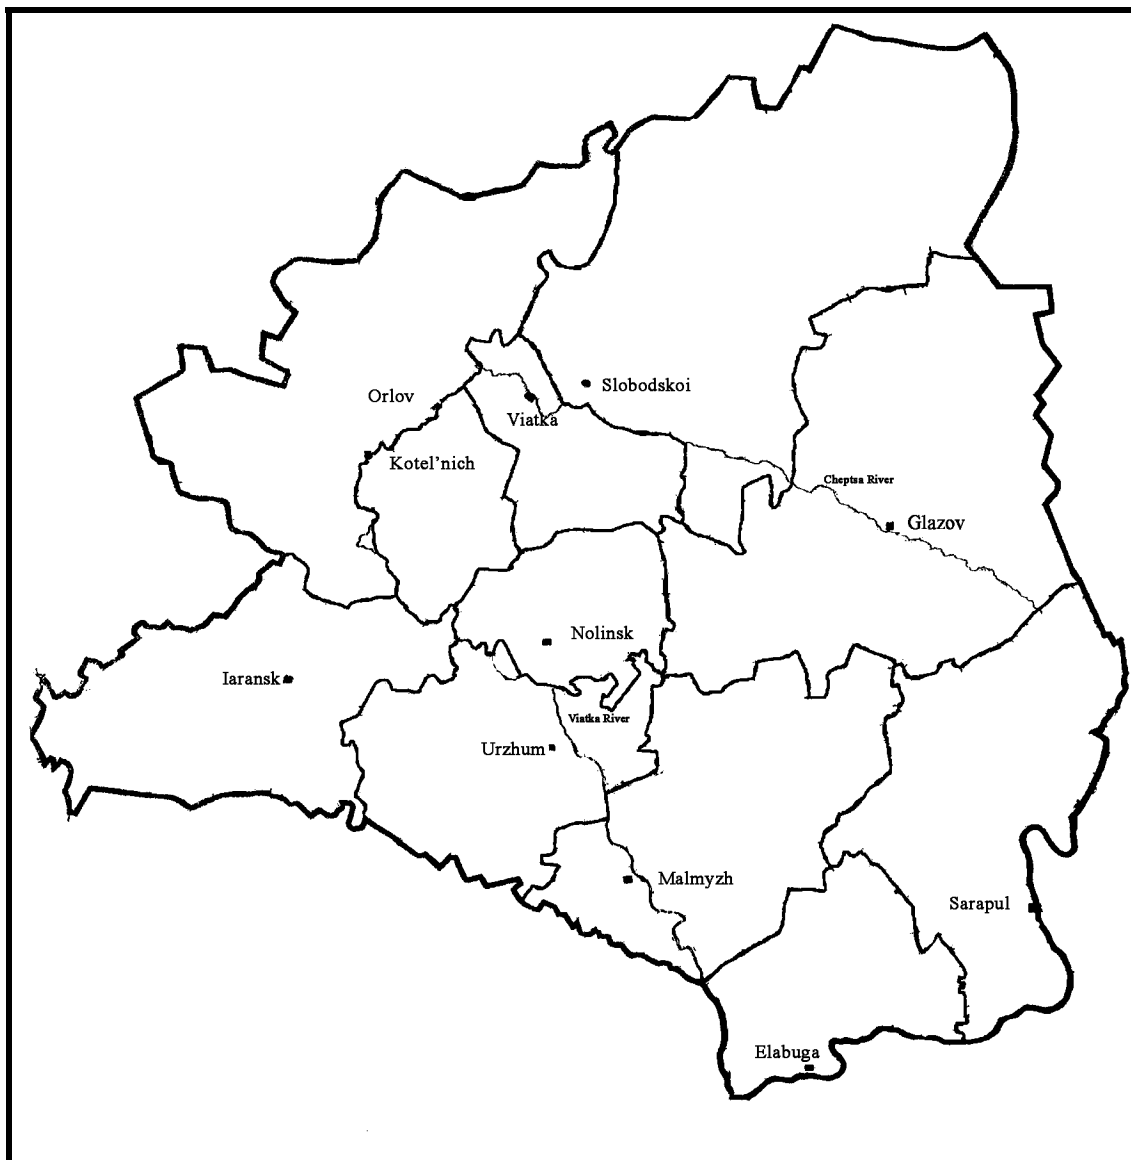 Slobodskoi
Orlov
Viatka
Kotel'nich
Cheptsa River
Glazov
Nolinsk
Iaransk
Viatka River
Urzhum
Malmyzh
Sarapul
Elabuga